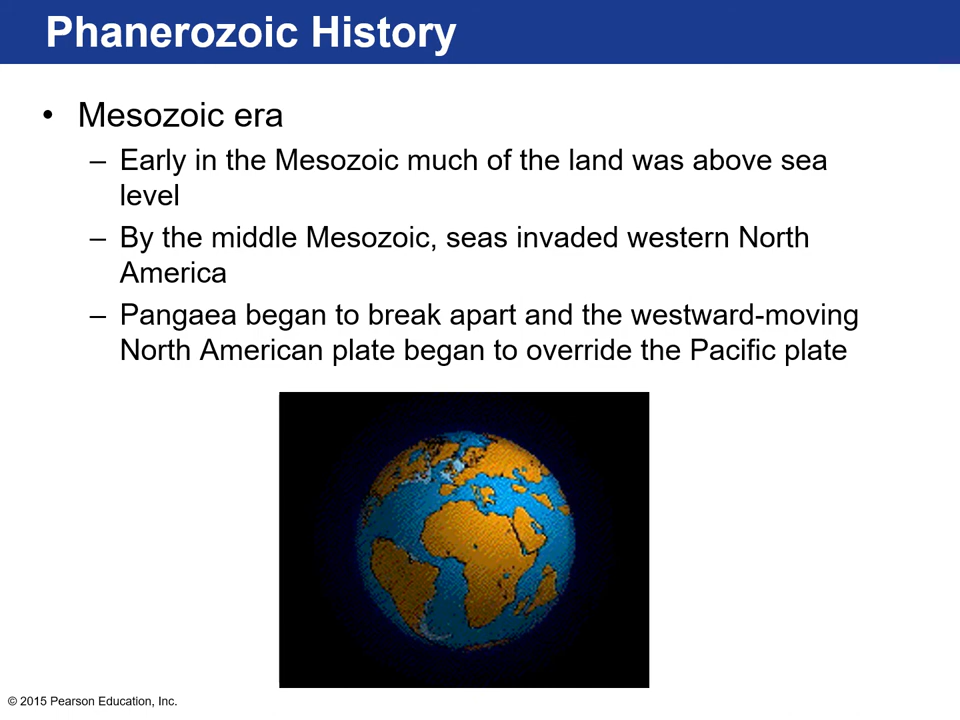 Phanerozoic History
• Mesozoic era
– Early in the Mesozoic much of the land was above sea
level
– By the middle Mesozoic, seas invaded western North
America
– Pangaea began to break apart and the westward-moving
North American plate began to override the Pacific plate
© 2015 Pearson Education, Inc.